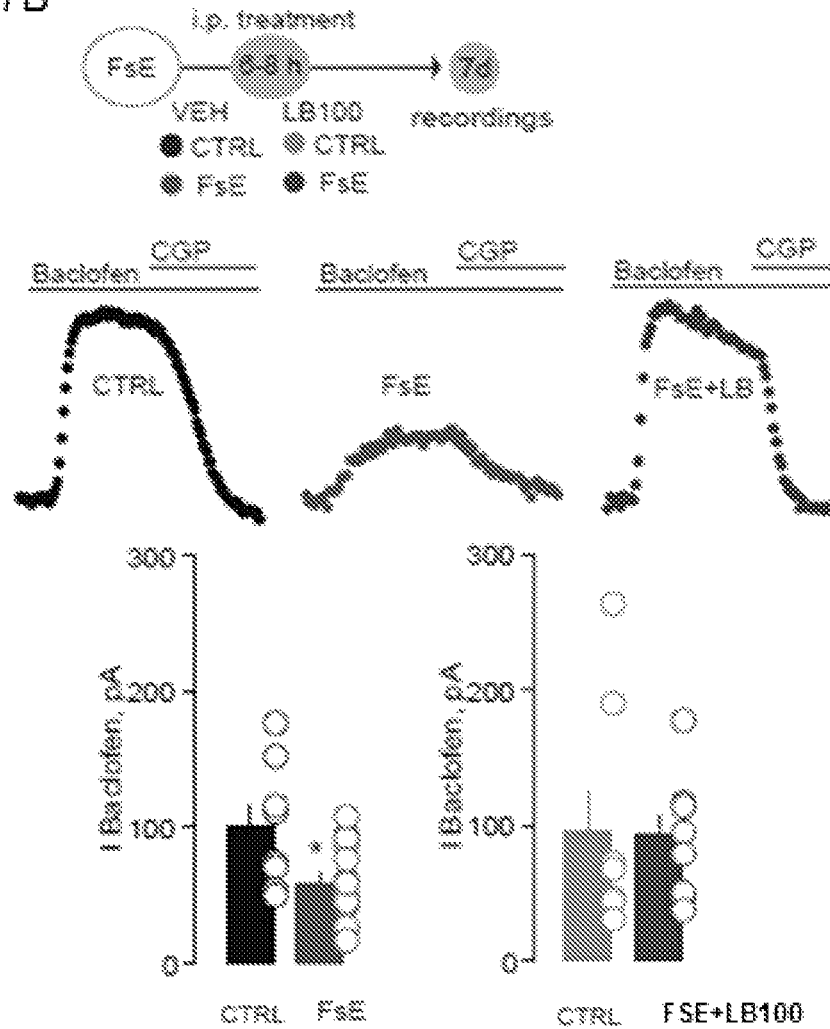 i.p. treatment
FsE 6-8 h 7d
VEH LB100 recordings
CTRL CTRL
FsE FsE
Baclofen CGP
Baclofen CGP
Baclofen CGP
CTRL FsE FsE+LB
300 300
200 200
100 100
0 0
I Baclofen, pA I Baclofen, pA
*
CTRL FsE CTRL FSE+LB100